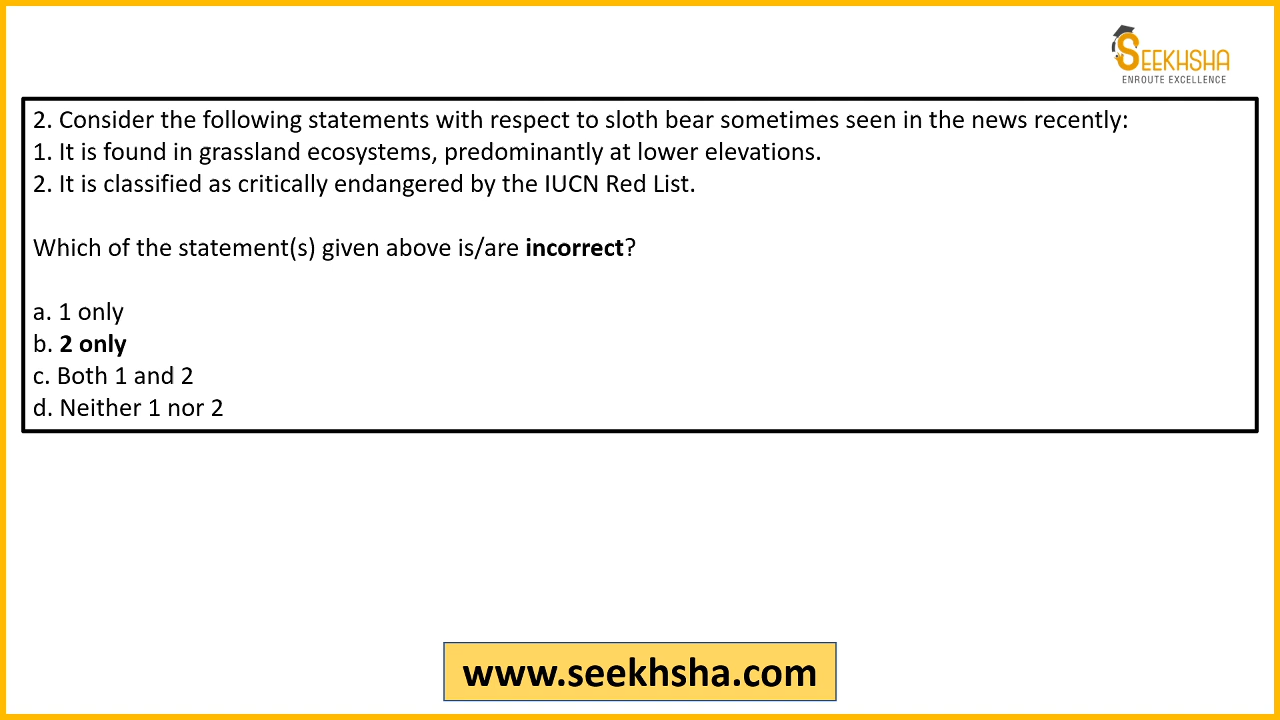 SEEKHSHA
ENROUTE EXCELLENCE
2. Consider the following statements with respect to sloth bear sometimes seen in the news recently:
1. It is found in grassland ecosystems, predominantly at lower elevations.
2. It is classified as critically endangered by the IUCN Red List.
Which of the statement(s) given above is/are incorrect?
a. 1 only
b. 2 only
c. Both 1 and 2
d. Neither 1 nor 2
www.seekhsha.com